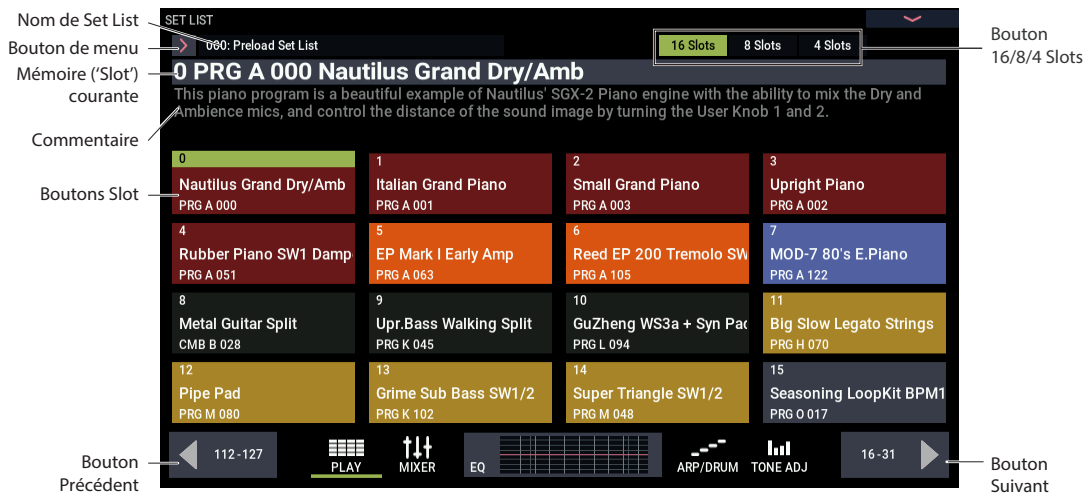 SET LIST
Nom de Set List
000: Preload Set List
16 Slots
8 Slots
4 Slots
Bouton
16/8/4 Slots
Bouton de menu
Mémoire (‘Slot’)
courante
0 PRG A 000 Nautilus Grand Dry/Amb
Commentaire
This piano program is a beautiful example of Nautilus' SGX-2 Piano engine with the ability to mix the Dry and
Ambience mics, and control the distance of the sound image by turning the User Knob 1 and 2.
Boutons Slot
0
Nautilus Grand Dry/Amb
PRG A 000
1
Italian Grand Piano
PRG A 001
2
Small Grand Piano
PRG A 003
3
Upright Piano
PRG A 002
4
Rubber Piano SW1 Damp
PRG A 051
5
EP Mark I Early Amp
PRG A 063
6
Reed EP 200 Tremolo SW
PRG A 105
7
MOD-7 80's E.Piano
PRG A 122
8
Metal Guitar Split
CMB B 028
9
Upr.Bass Walking Split
PRG K 045
10
GuZheng WS3a + Syn Pad
PRG L 094
11
Big Slow Legato Strings
PRG H 070
12
Pipe Pad
PRG M 080
13
Grime Sub Bass SW1/2
PRG K 102
14
Super Triangle SW1/2
PRG M 048
15
Seasoning LoopKit BPM1
PRG O 017
Bouton
Précédent
112-127
PLAY
MIXER
EQ
ARP/DRUM
TONE ADJ
16-31
Bouton
Suivant